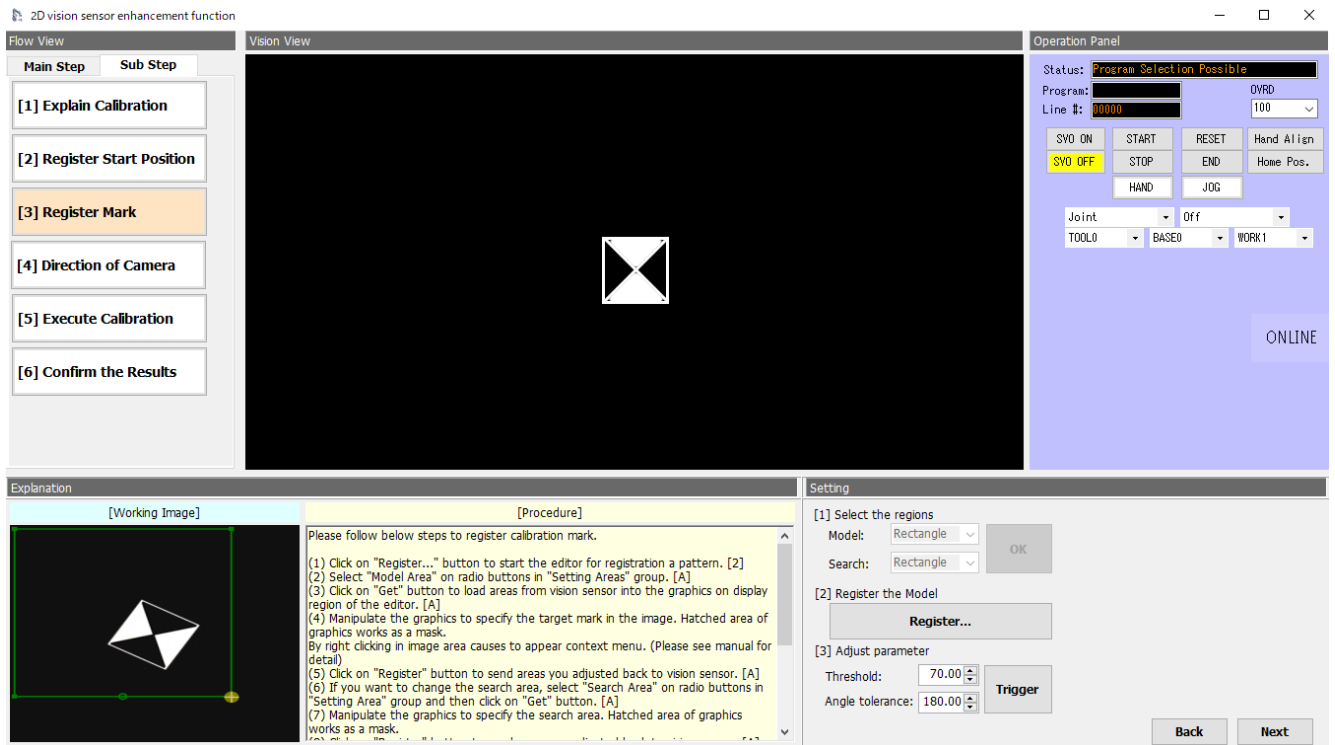 2D vision sensor enhancement function
Flow View
Main Step
Sub Step
[1] Explain Calibration
[2] Register Start Position
[3] Register Mark
[4] Direction of Camera
[5] Execute Calibration
[6] Confirm the Results
Vision View
Operation Panel
Status: Program Selection Possible
Program:
OVRD
Line #: 00000
100
SVO ON
START
RESET
Hand Align
SVO OFF
STOP
END
Home Pos.
HAND
JOG
Joint
Off
TOOL0
BASE0
WORK1
ONLINE
Explanation
[Working Image]
[Procedure]
Please follow below steps to register calibration mark.
(1) Click on "Register..." button to start the editor for registration a pattern. [2]
(2) Select "Model Area" on radio buttons in "Setting Areas" group. [A]
(3) Click on "Get" button to load areas from vision sensor into the graphics on display
region of the editor. [A]
(4) Manipulate the graphics to specify the target mark in the image. Hatched area of
graphics works as a mask.
By right clicking in image area causes to appear context menu. (Please see manual for
detail)
(5) Click on "Register" button to send areas you adjusted back to vision sensor. [A]
(6) If you want to change the search area, select "Search Area" on radio buttons in
"Setting Area" group and then click on "Get" button. [A]
(7) Manipulate the graphics to specify the search area. Hatched area of graphics
works as a mask.
Setting
[1] Select the regions
Model: Rectangle
OK
Search: Rectangle
[2] Register the Model
Register...
[3] Adjust parameter
Threshold: 70.00
Trigger
Angle tolerance: 180.00
Back
Next